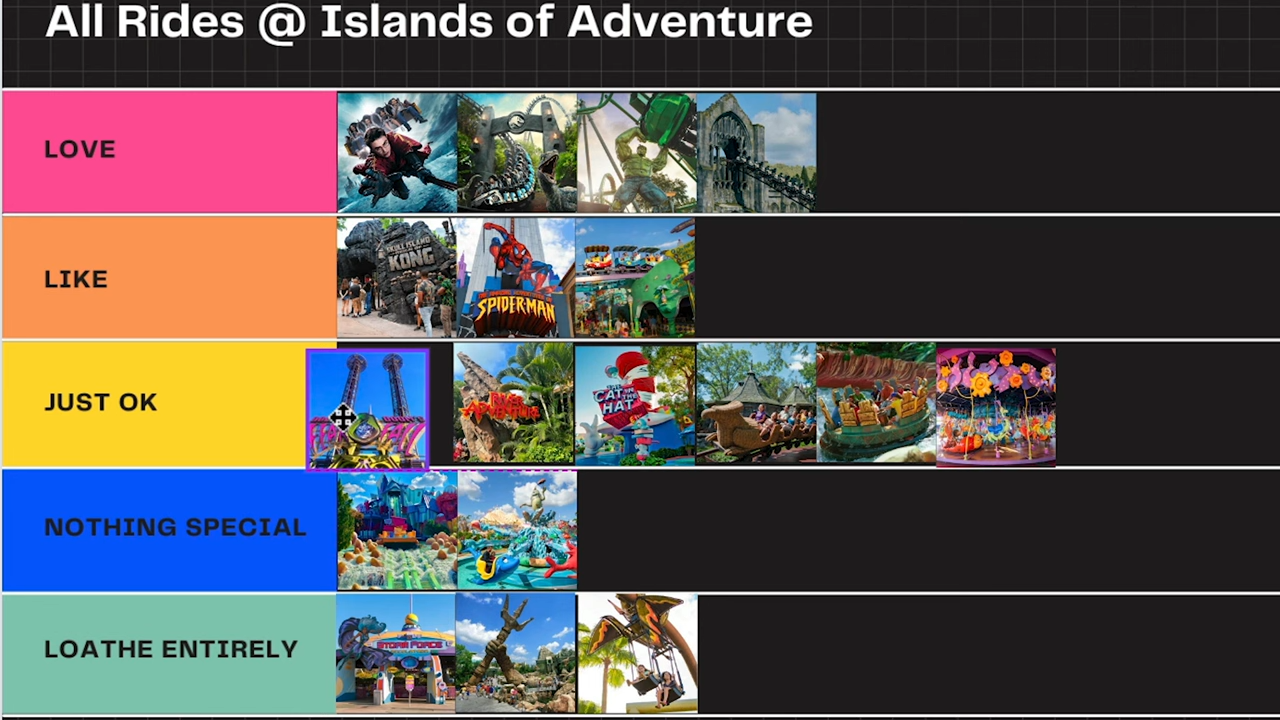 All Rides @ Islands of Adventure
LOVE
LIKE
SKULL ISLAND
KONG
SPIDER-MAN
JUST OK
RIVER
ADVENTURE
THE
CAT IN THE
HAT
NOTHING SPECIAL
LOATHE ENTIRELY
STORM FORCE